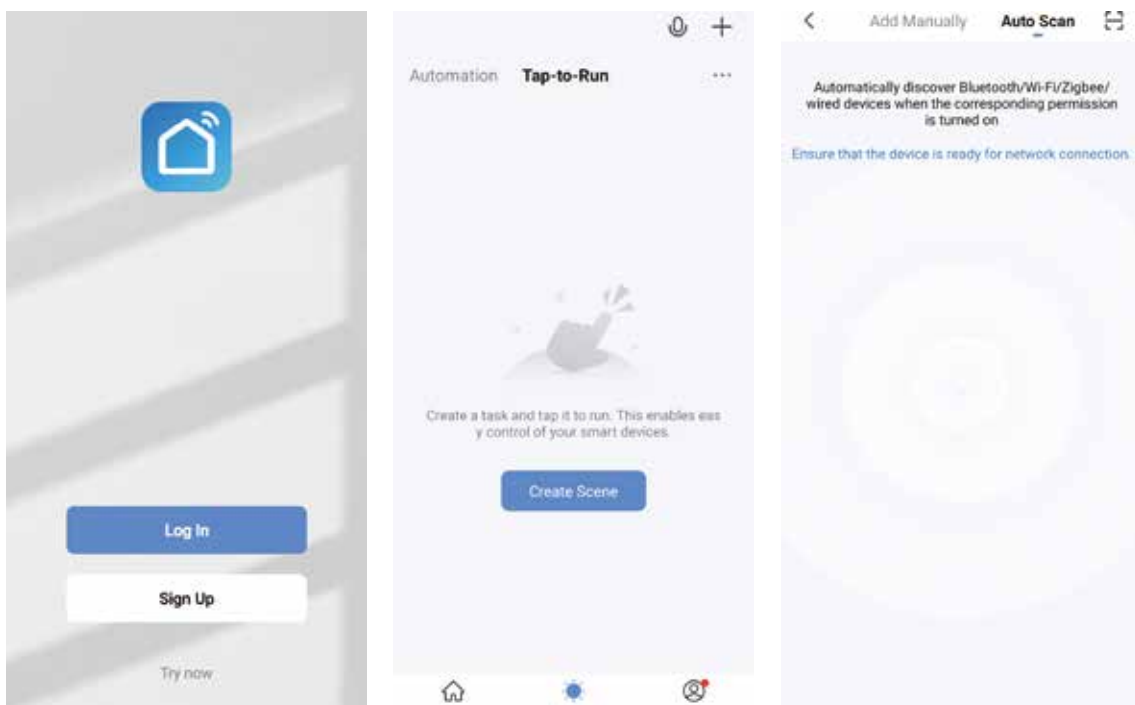 Log In
Sign Up
Try now
Automation Tap-to-Run
Create a task and tap it to run. This enables eas
y control of your smart devices.
Create Scene
Add Manually Auto Scan
Automatically discover Bluetooth/Wi-Fi/Zigbee/
wired devices when the corresponding permission
is turned on
Ensure that the device is ready for network connection.